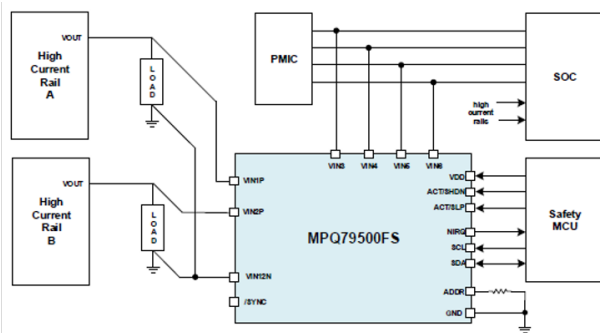 VOUT
High
Current
Rail
A
LOAD
VOUT
High
Current
Rail
B
LOAD
PMIC
SOC
high
current
rails
VIN3
VIN4
VIN5
VIN6
VIN1P
VIN2P
VIN12N
/SYNC
MPQ79500FS
VDD
ACT/SHDN
ACT/SLP
NIRQ
SCL
SDA
ADDR
GND
Safety
MCU